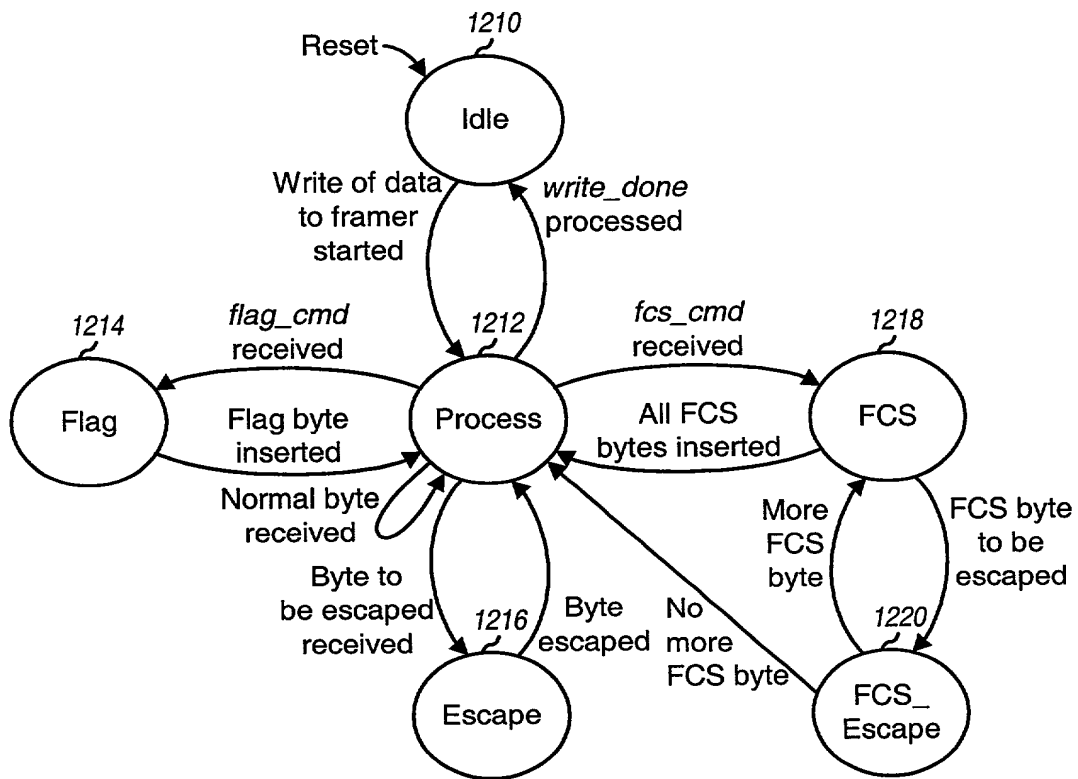 1210
Reset
Idle
Write of data
to framer
started
write_done
processed
1214
flag_cmd
received
1212
fcs_cmd
received
1218
Flag
Flag byte
inserted
Process
All FCS
bytes inserted
FCS
Normal byte
received
More
FCS
byte
FCS byte
to be
escaped
Byte to
be escaped
received
1216
Byte
escaped
No
more
FCS byte
1220
Escape
FCS_
Escape